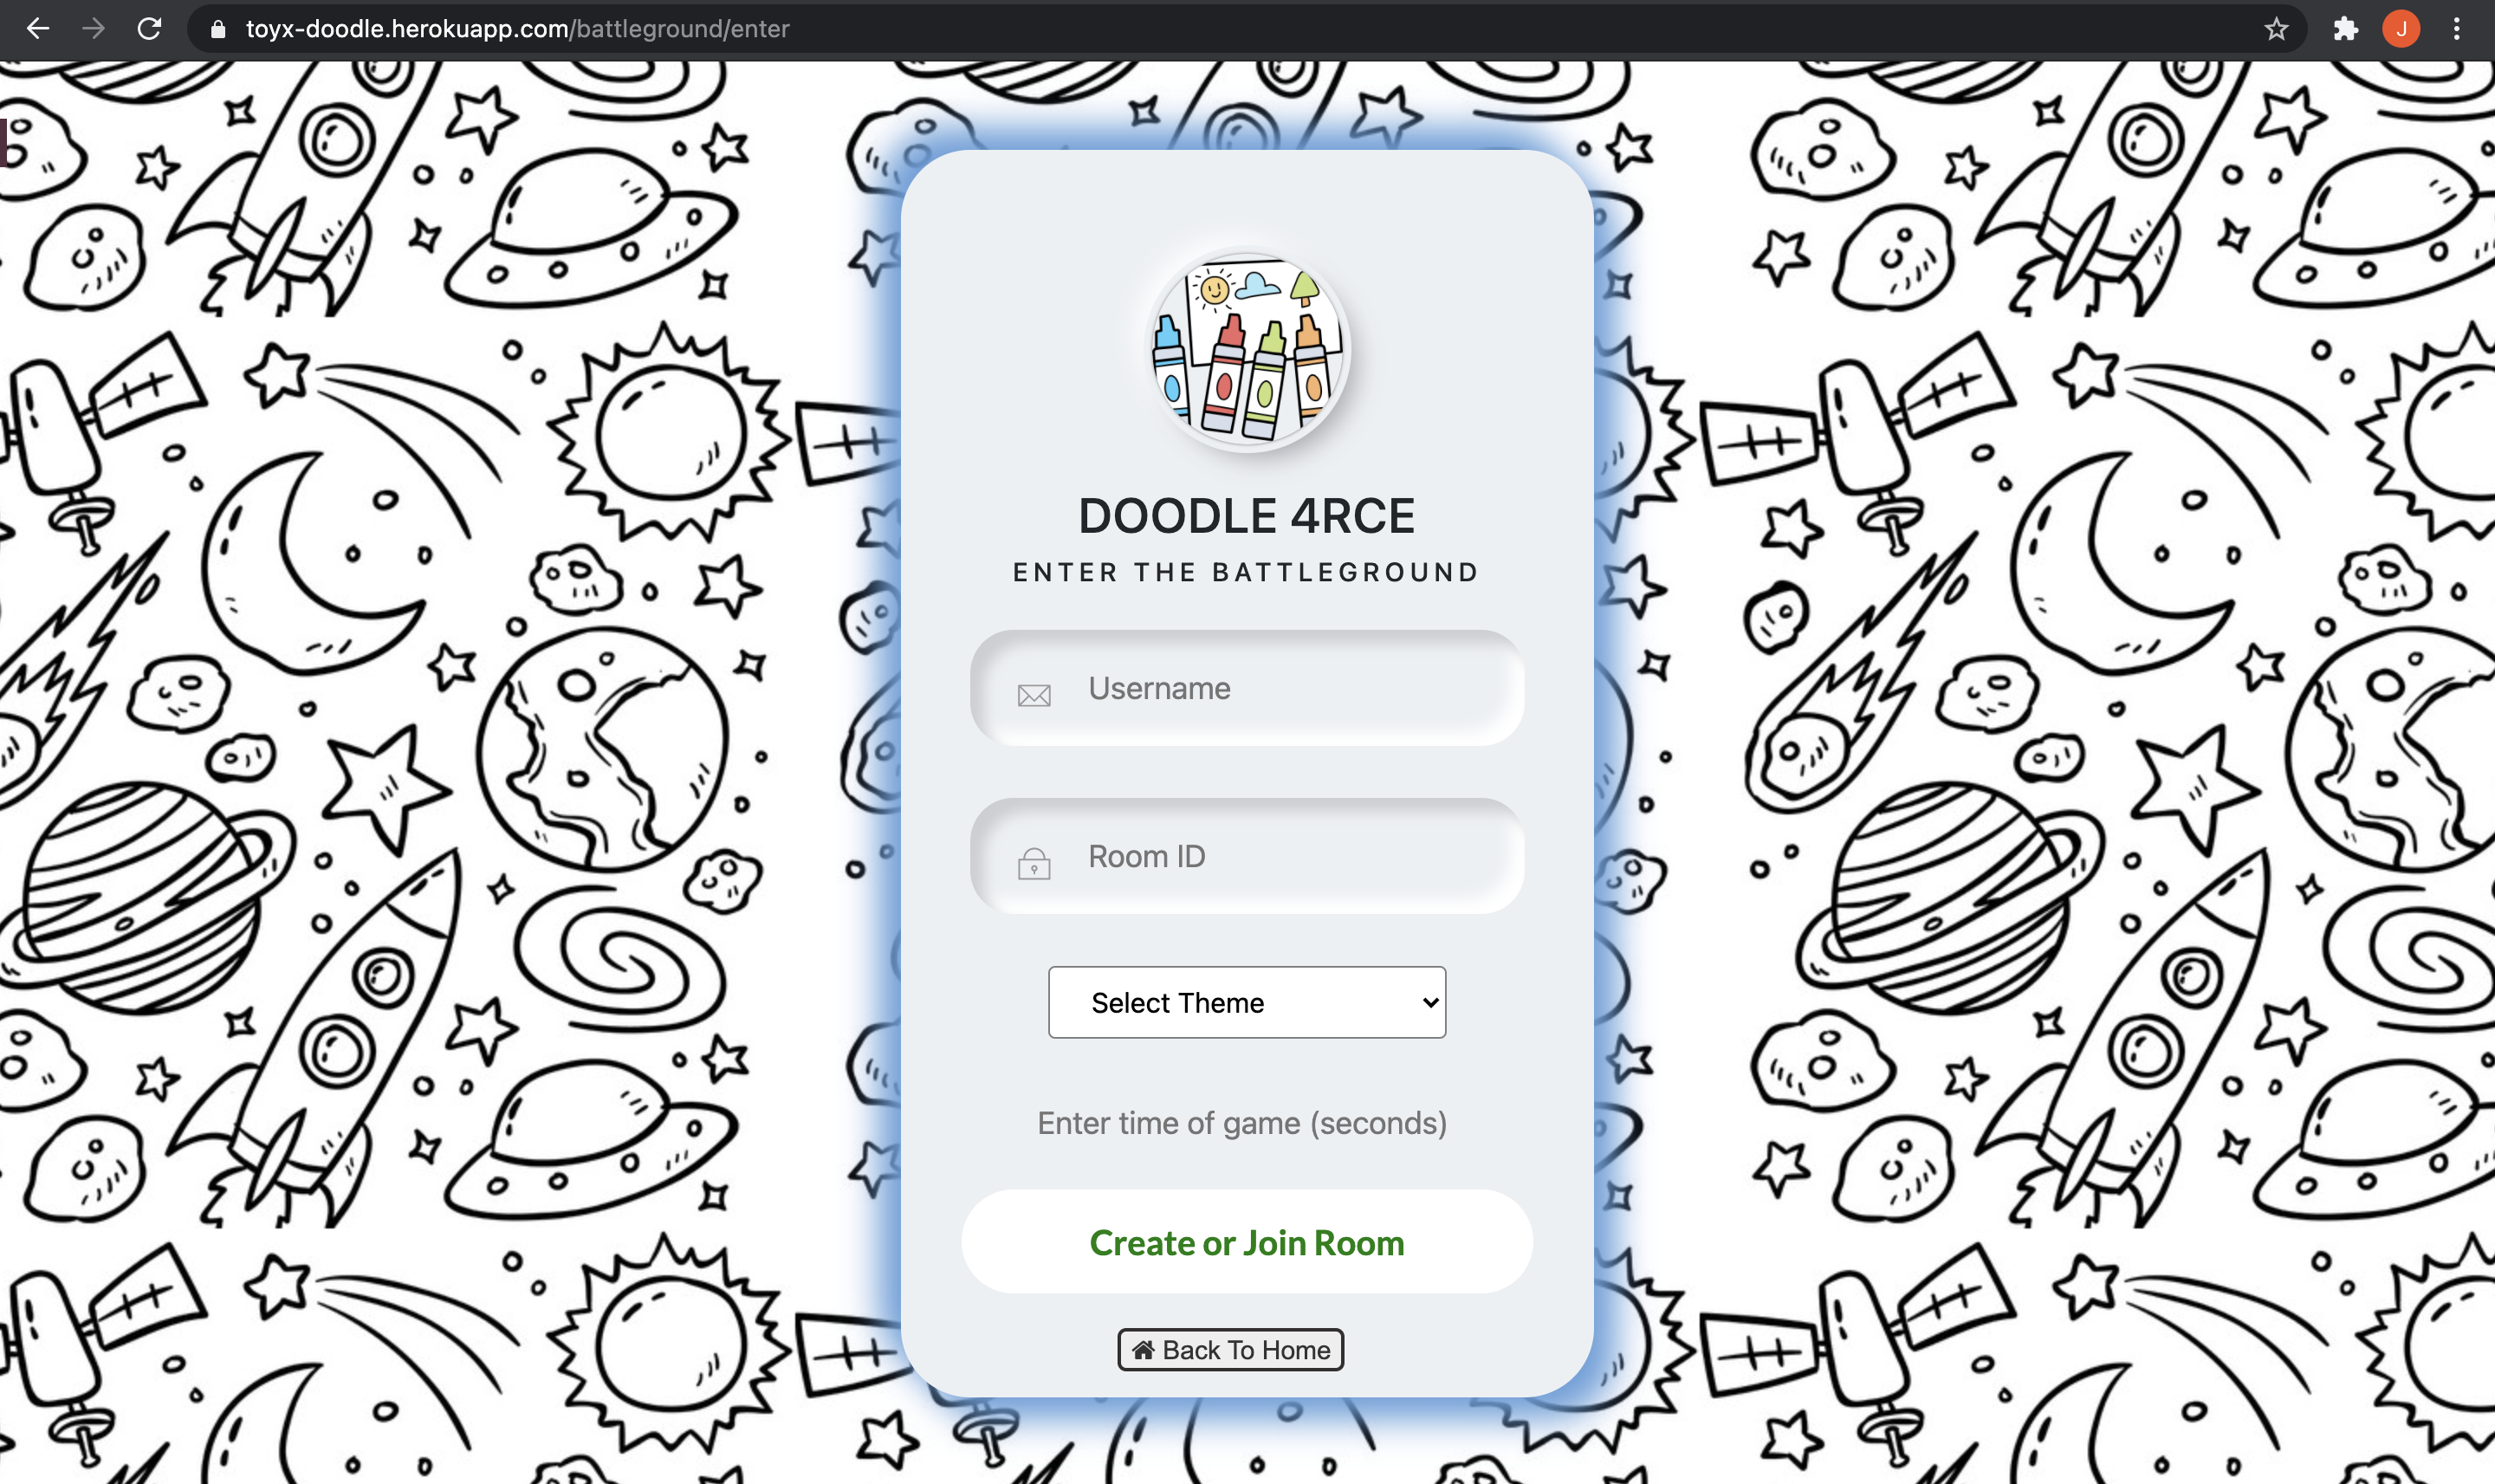 toyx-doodle.herokuapp.com/battleground/enter
J
DOODLE 4RCE
ENTER THE BATTLEGROUND
Username
Room ID
Select Theme
Enter time of game (seconds)
Create or Join Room
Back To Home